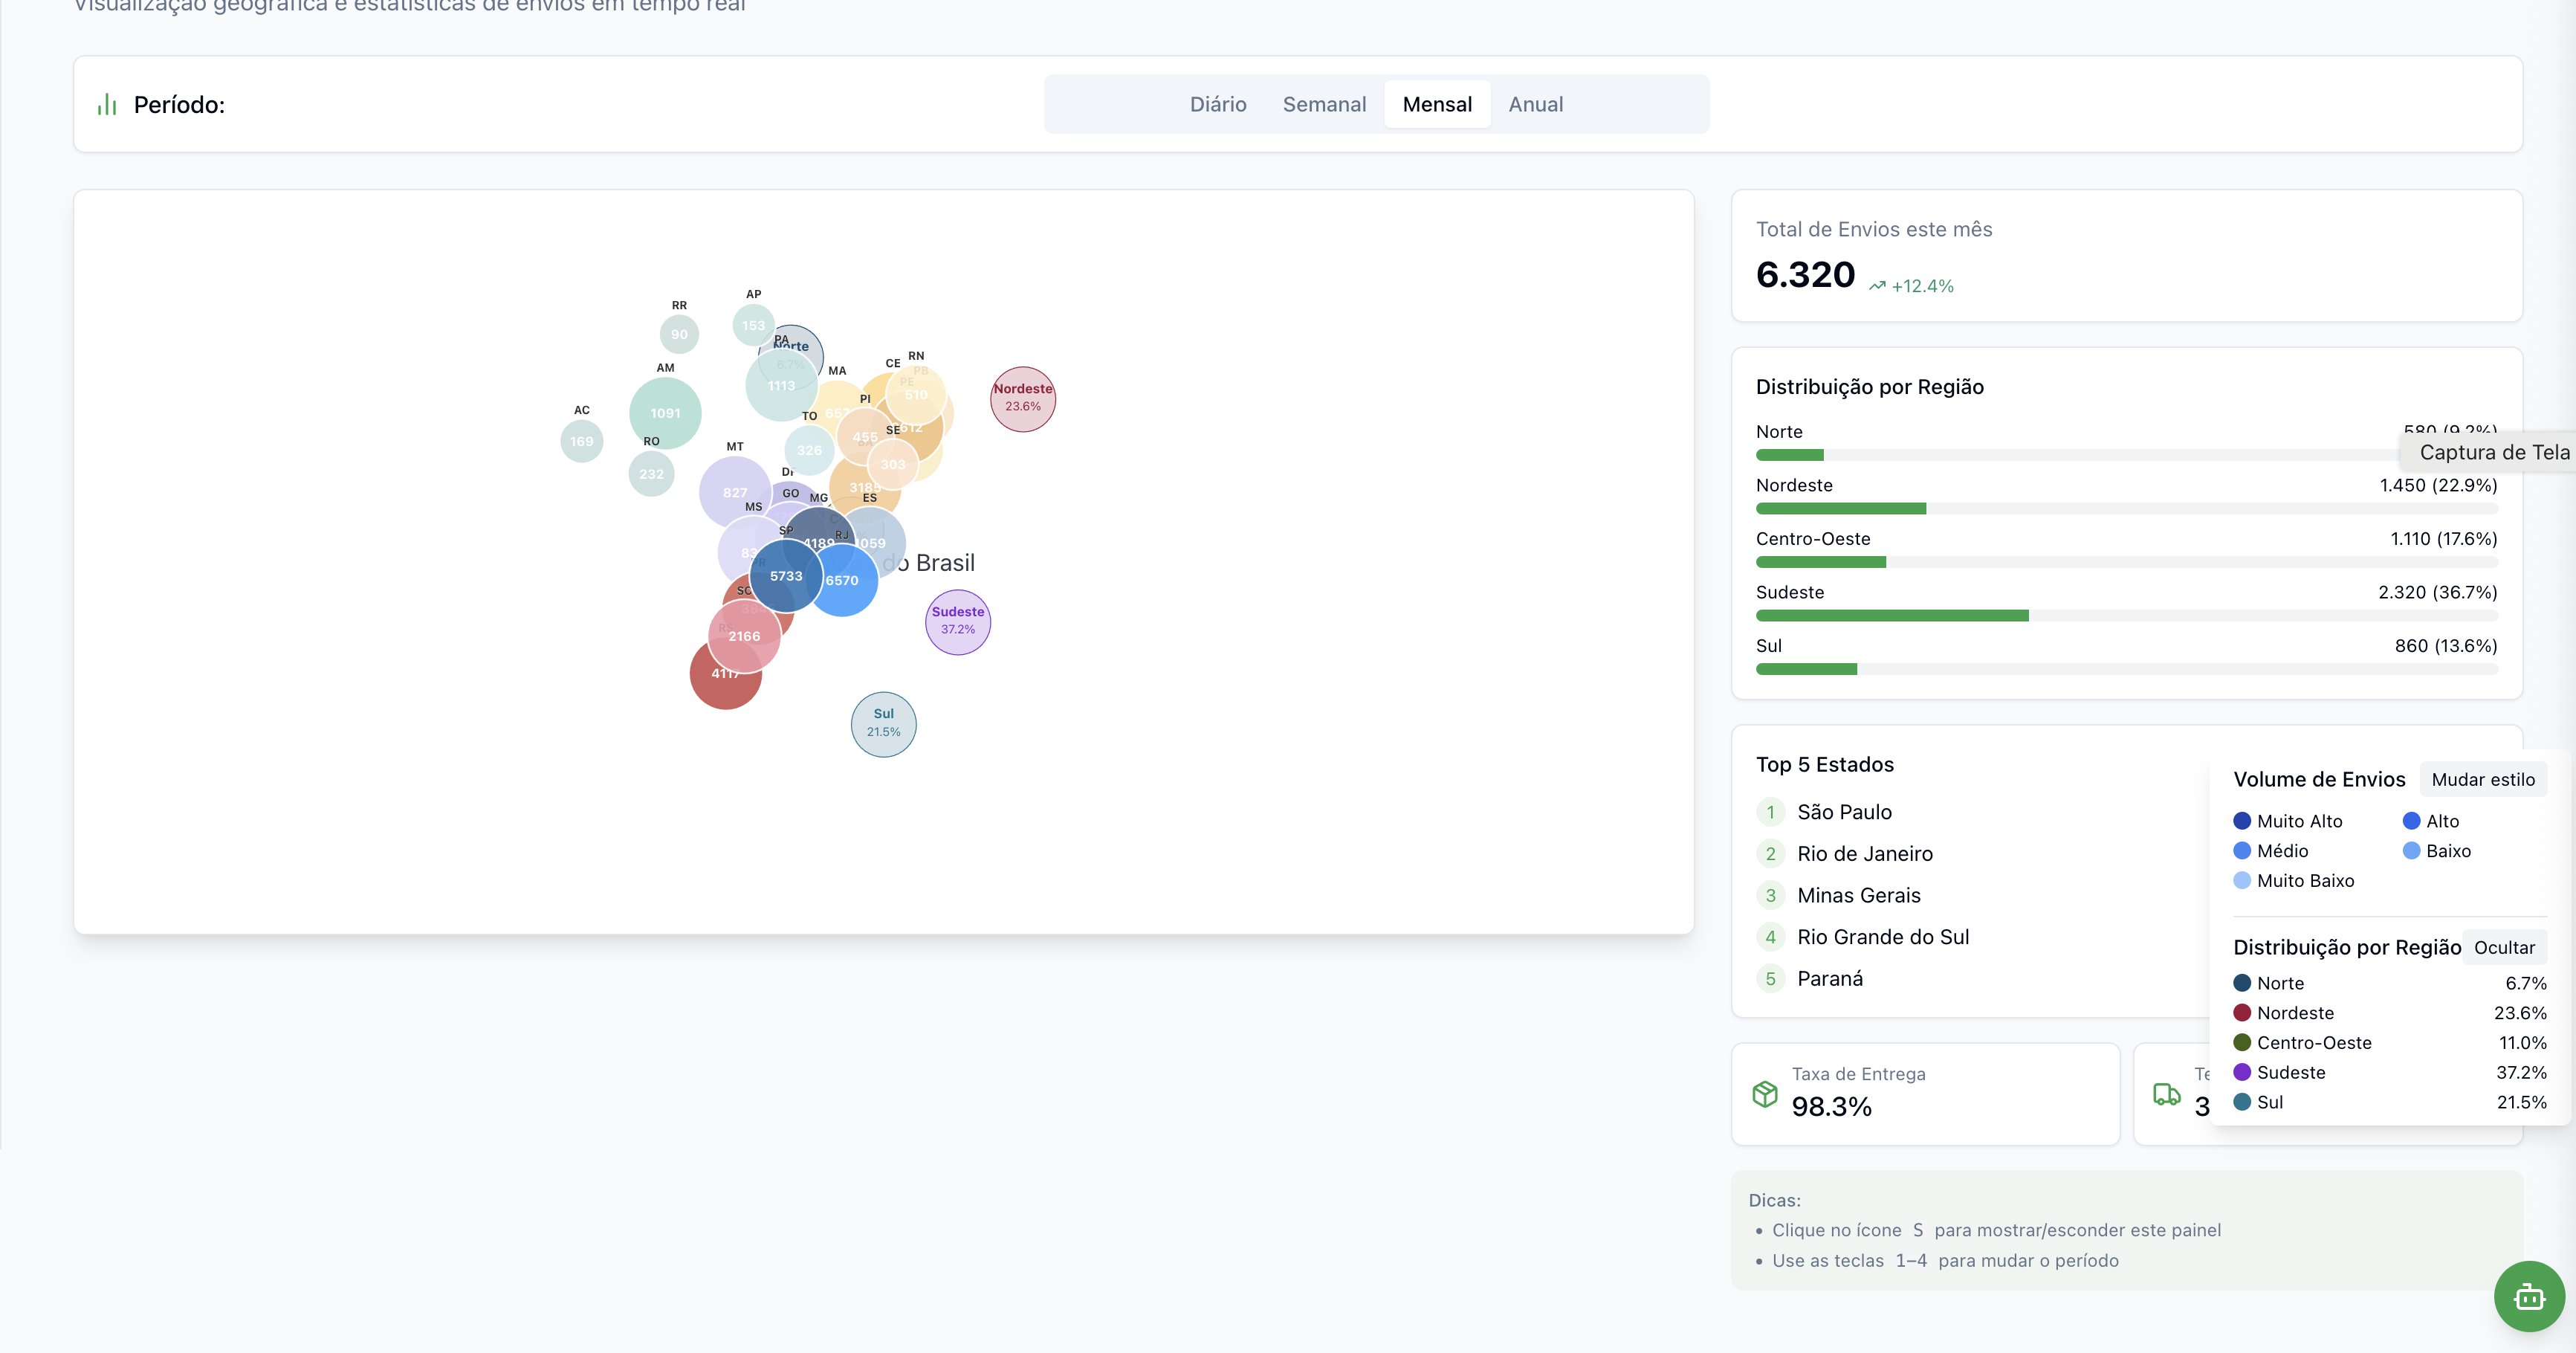 Visualização geográfica e estatísticas de envios em tempo real
Período:
Diário Semanal Mensal Anual
AP
RR
153
90
PA
Norte
6.7%
RN
CE
PB
AM
MA
PE
1113
Nordeste
23.6%
510
PI
AC
1091
657
TO
612
SE
169
RO
455
MT
326
303
232
DF
827
GO
MG
3185
ES
MS
SP
RJ
4189
1059
do Brasil
PR
5733
6570
SC
Sudeste
37.2%
RS
2166
4117
Sul
21.5%
Total de Envios este mês
6.320 +12.4%
Distribuição por Região
Norte 580 (9.2%)
Captura de Tela
Nordeste 1.450 (22.9%)
Centro-Oeste 1.110 (17.6%)
Sudeste 2.320 (36.7%)
Sul 860 (13.6%)
Top 5 Estados
1 São Paulo
2 Rio de Janeiro
3 Minas Gerais
4 Rio Grande do Sul
5 Paraná
Volume de Envios Mudar estilo
Muito Alto Alto
Médio Baixo
Muito Baixo
Distribuição por Região Ocultar
Norte 6.7%
Nordeste 23.6%
Centro-Oeste 11.0%
Sudeste 37.2%
Sul 21.5%
Taxa de Entrega
98.3%
Dicas:
• Clique no ícone S para mostrar/esconder este painel
• Use as teclas 1–4 para mudar o período